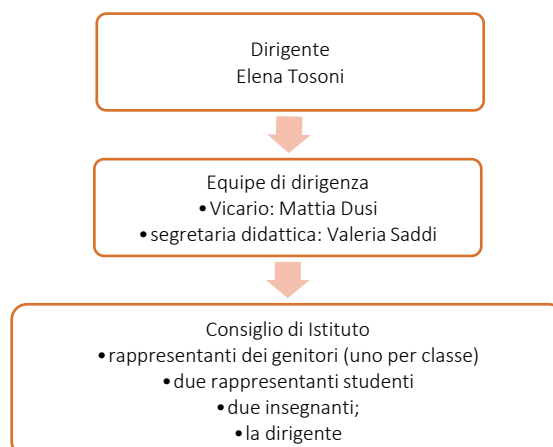 Dirigente
Elena Tosoni
Equipe di dirigenza
•Vicario: Mattia Dusi
•segretaria didattica: Valeria Saddi
Consiglio di Istituto
•rappresentanti dei genitori (uno per classe)
•due rappresentanti studenti
•due insegnanti;
•la dirigente